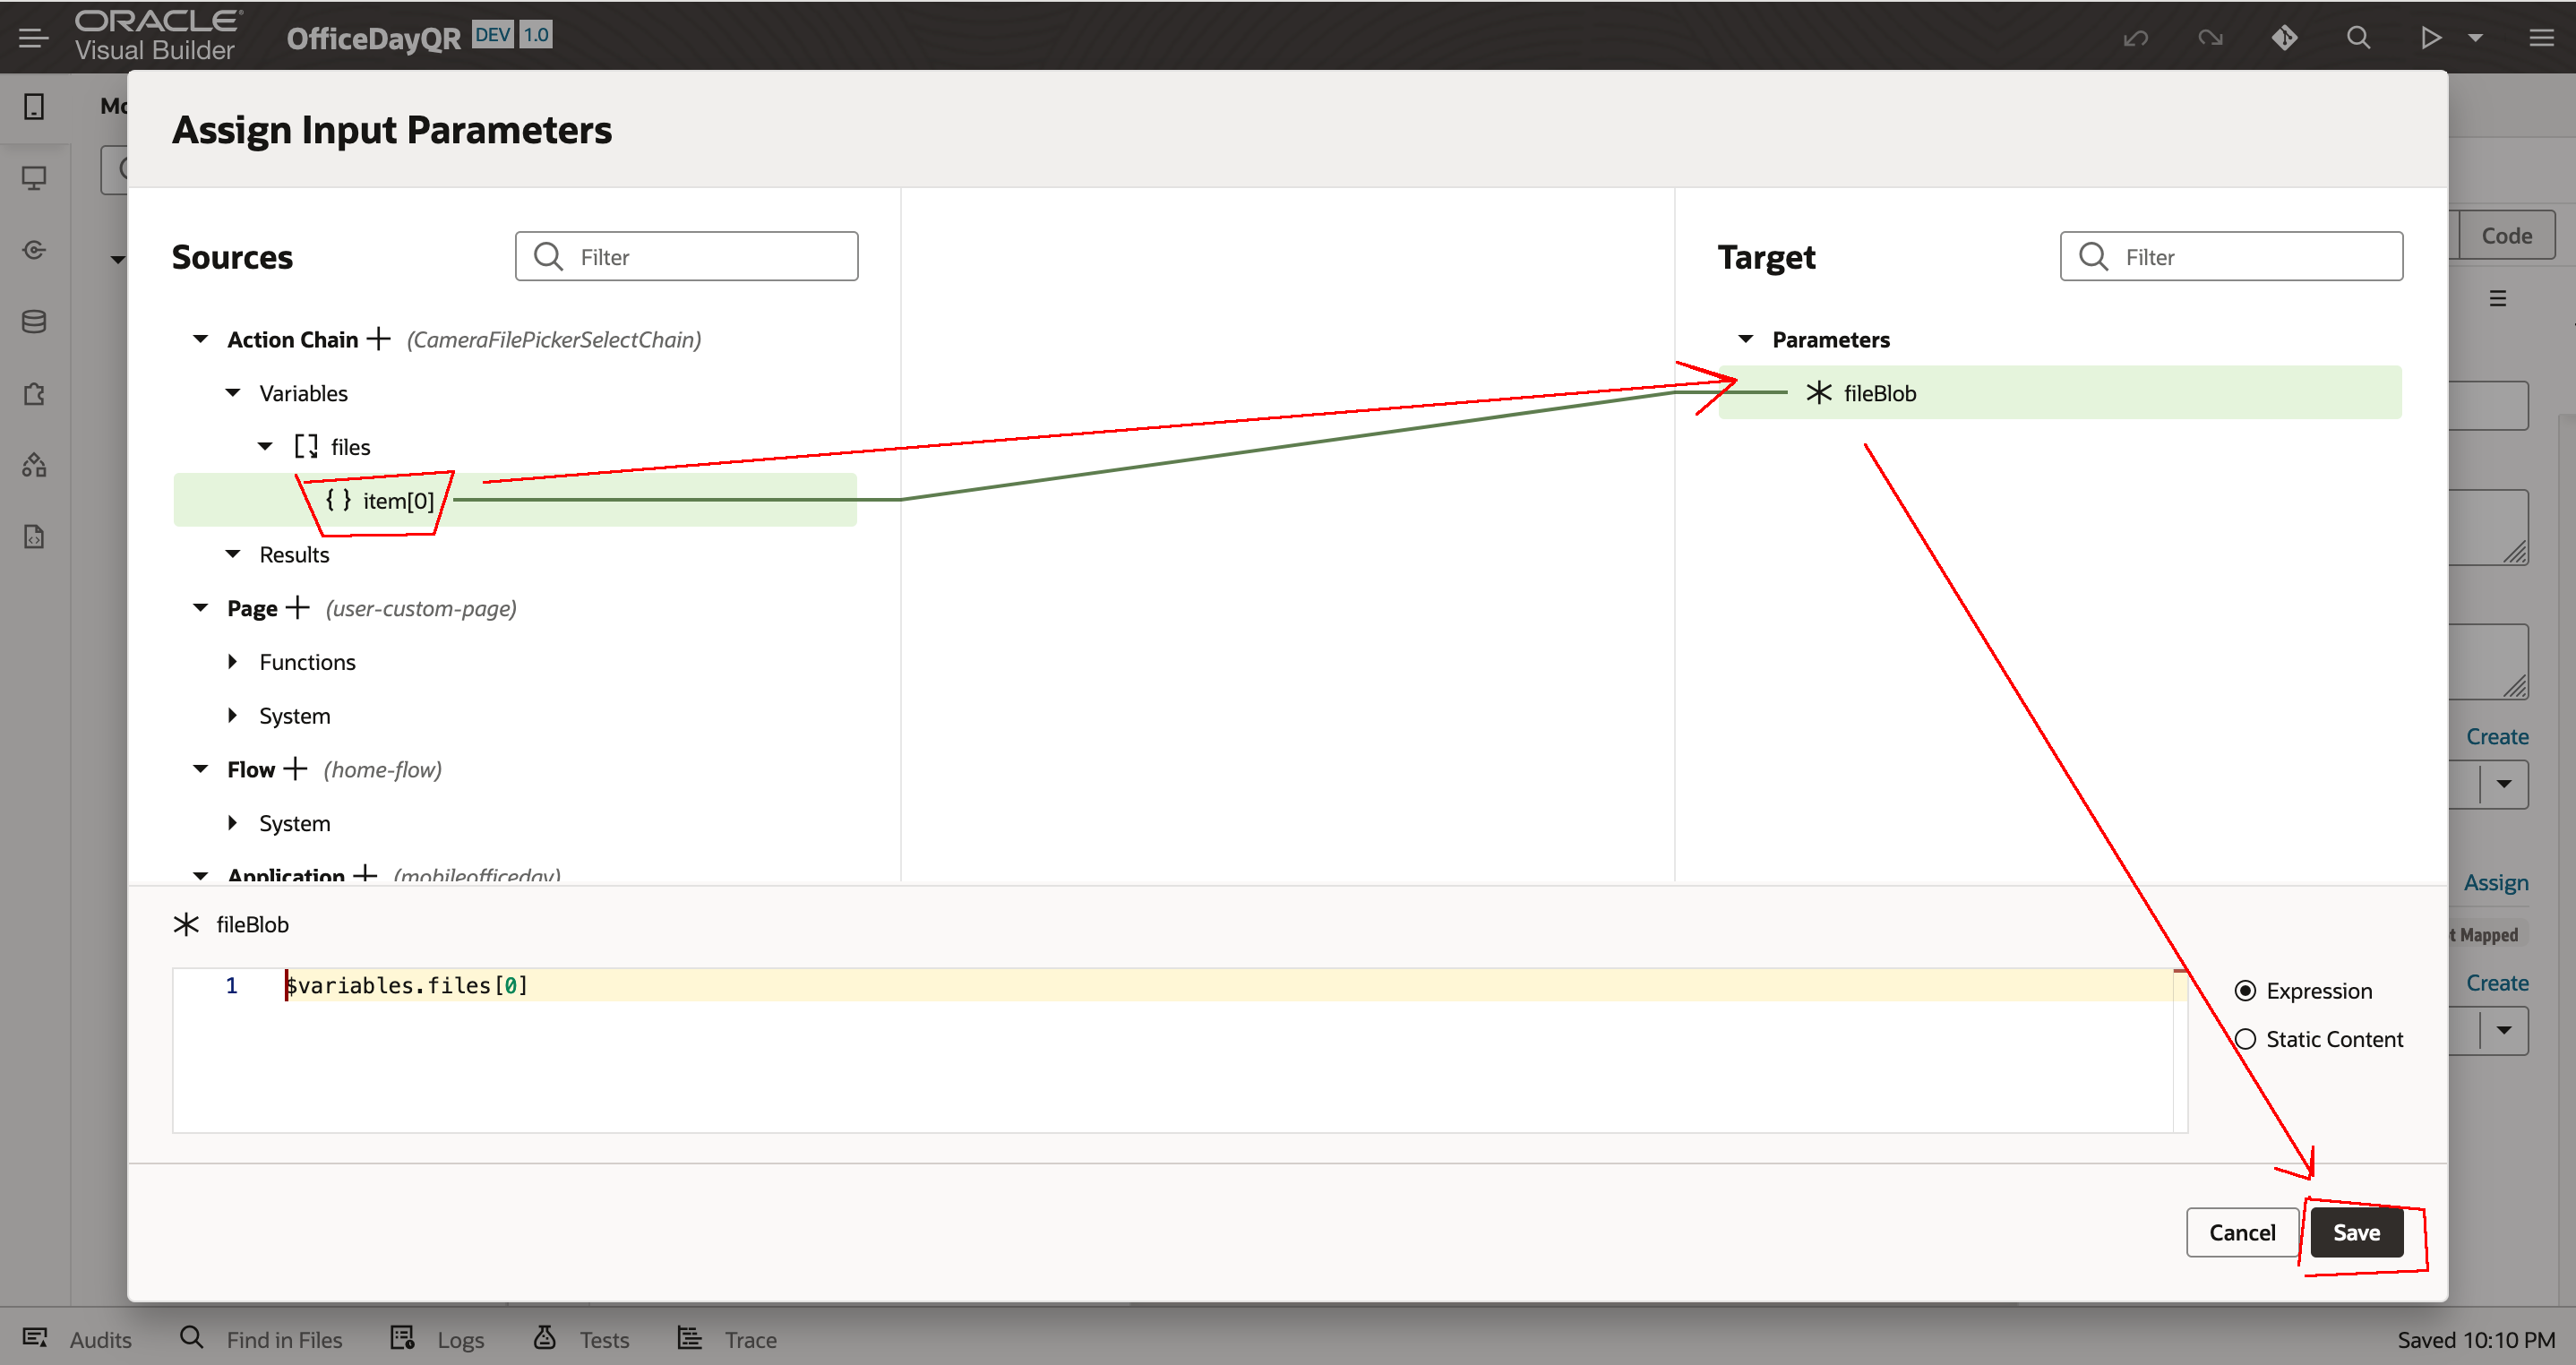 ORACLE
Visual Builder
OfficeDayQR DEV 1.0
Assign Input Parameters
Code
Sources
Filter
Target
Filter
Action Chain (CameraFilePickerSelectChain)
Parameters
Variables
fileBlob
files
{ } item[0]
Results
Page (user-custom-page)
Functions
System
Create
Flow (home-flow)
System
Application (mobileofficeday)
Assign
fileBlob
Mapped
1 $variables.files[0]
Expression
Create
Static Content
Cancel
Save
Audits
Find in Files
Logs
Tests
Trace
Saved 10:10 PM